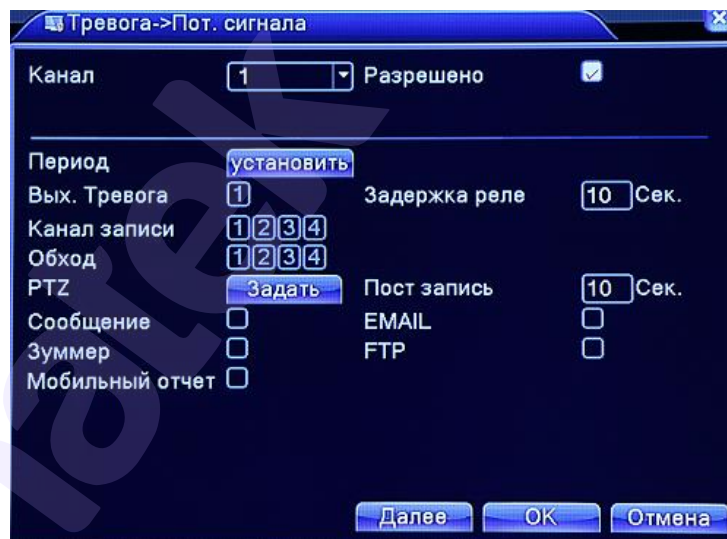 Тревога->Пот. сигнала
Канал 1 Разрешено
Период установить
Вых. Тревога 1 Задержка реле 10 Сек.
Канал записи 1 2 3 4
Обход 1 2 3 4
PTZ Задать Пост запись 10 Сек.
Сообщение EMAIL
Зуммер FTP
Мобильный отчет
Далее OK Отмена